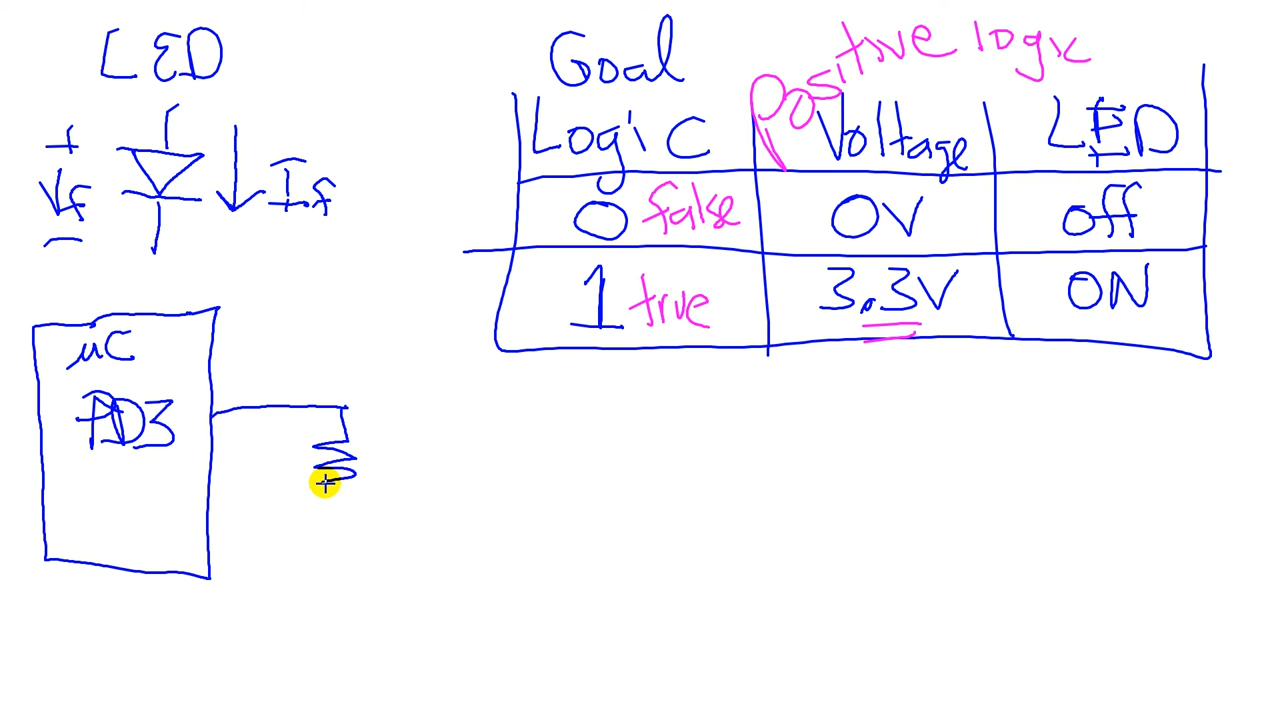 LED
+
Vf
−
If
μC
PD3
Goal
Positive logic
Logic Voltage LED
0 false 0V off
1 true 3.3V ON